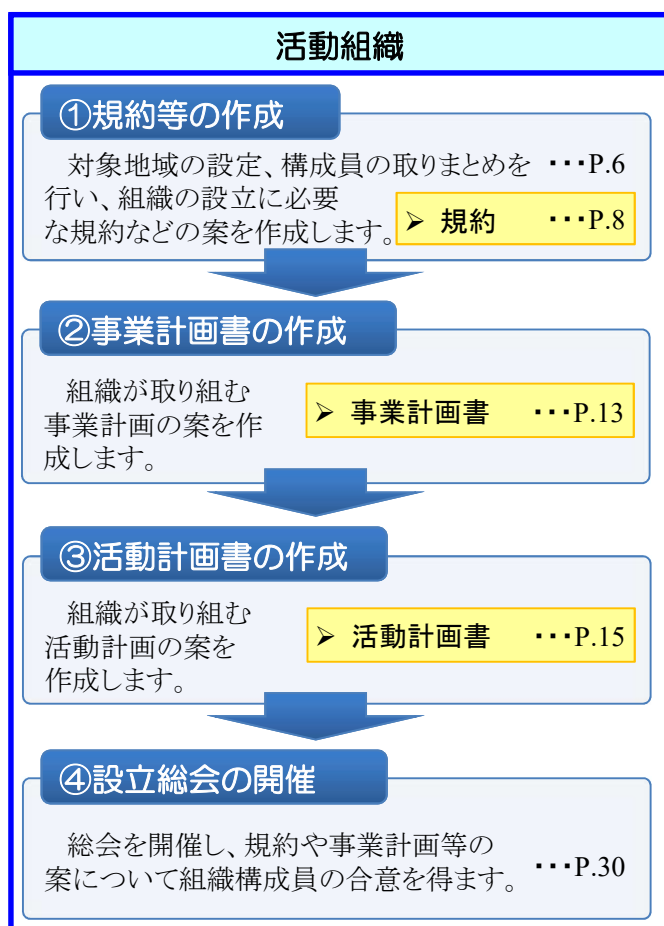 活動組織
①規約等の作成
対象地域の設定、構成員の取りまとめを ・・・P.6
行い、組織の設立に必要
な規約などの案を作成します。
➢ 規約 ・・・P.8
②事業計画書の作成
組織が取り組む
事業計画の案を作
成します。
➢ 事業計画書 ・・・P.13
③活動計画書の作成
組織が取り組む
活動計画の案を
作成します。
➢ 活動計画書 ・・・P.15
④設立総会の開催
総会を開催し、規約や事業計画等の
案について組織構成員の合意を得ます。 ・・・P.30